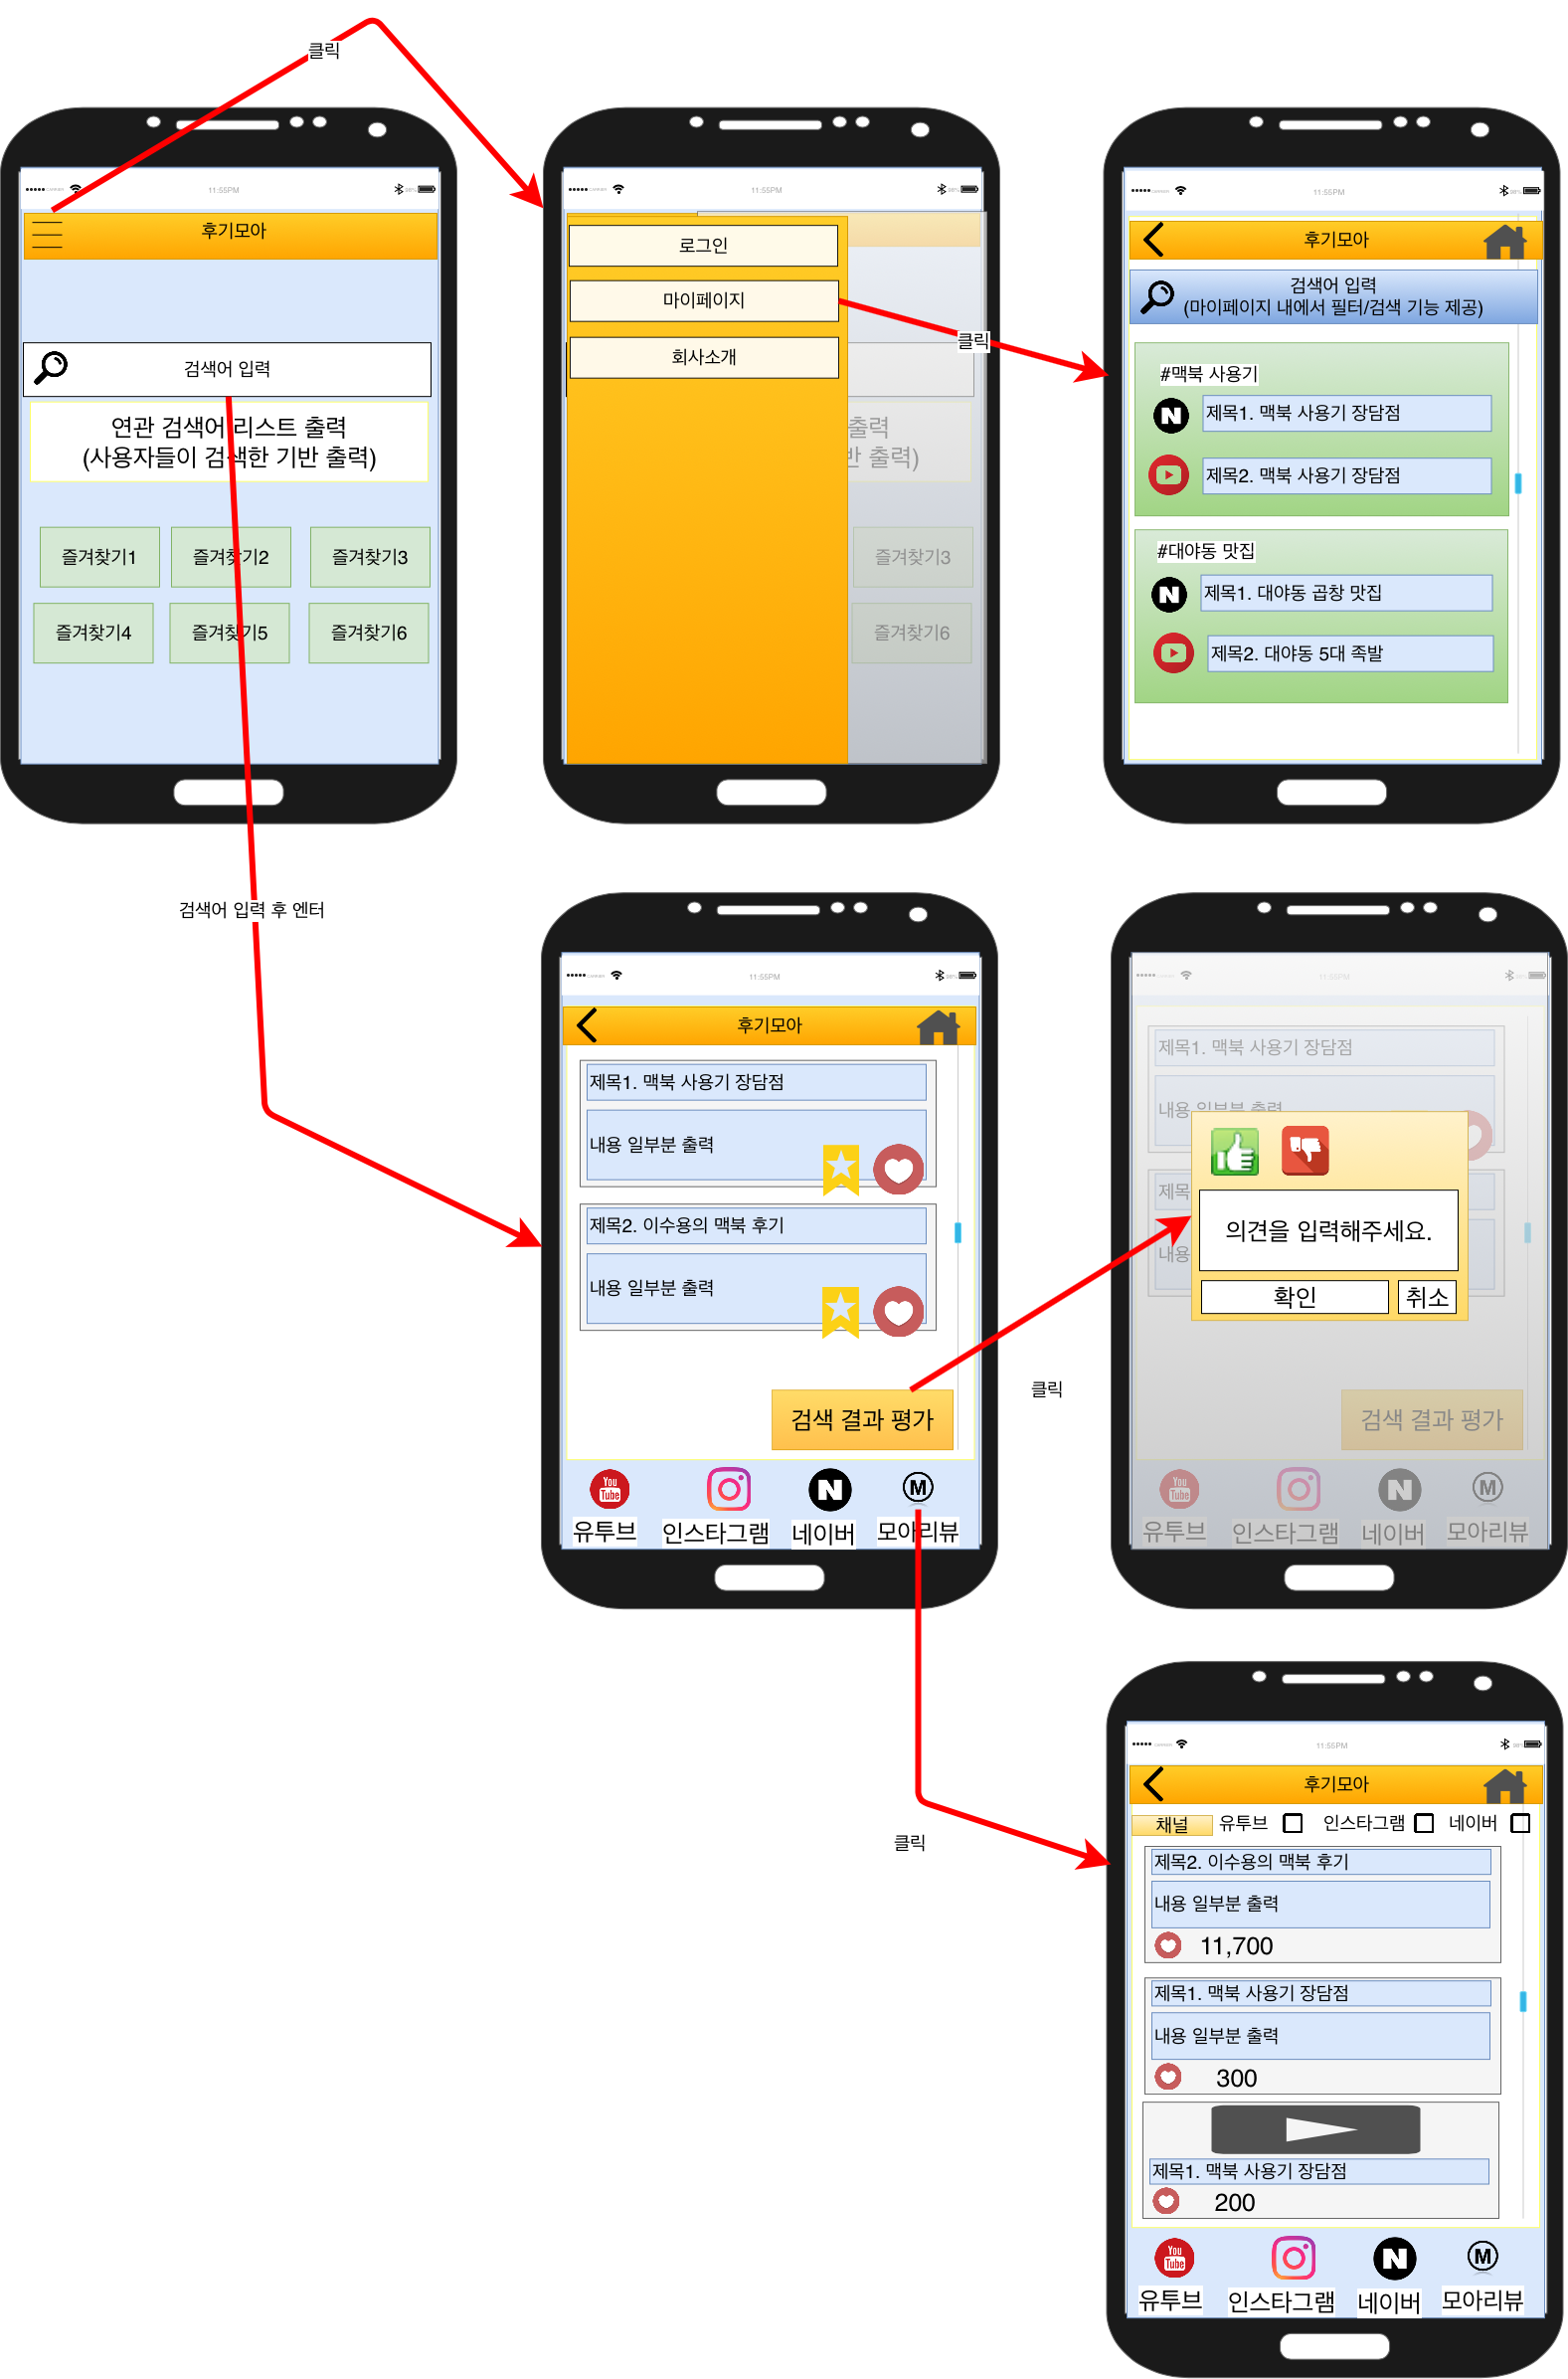 클릭
11:55PM
후기모아
검색어 입력
연관 검색어 리스트 출력
(사용자들이 검색한 기반 출력)
즐겨찾기1
즐겨찾기2
즐겨찾기3
즐겨찾기4
즐겨찾기5
즐겨찾기6
11:55PM
로그인
마이페이지
회사소개
출력
반 출력)
즐겨찾기3
즐겨찾기6
클릭
11:55PM
후기모아
검색어 입력
(마이페이지 내에서 필터/검색 기능 제공)
#맥북 사용기
제목1. 맥북 사용기 장담점
제목2. 맥북 사용기 장담점
#대야동 맛집
제목1. 대야동 곱창 맛집
제목2. 대야동 5대 족발
검색어 입력 후 엔터
11:55PM
후기모아
제목1. 맥북 사용기 장담점
내용 일부분 출력
제목2. 이수용의 맥북 후기
내용 일부분 출력
검색 결과 평가
You
Tube
유투브
인스타그램
N
네이버
M
모아리뷰
클릭
11:55PM
제목1. 맥북 사용기 장담점
내용 일부분 출력
제목
내용
의견을 입력해주세요.
확인
취소
검색 결과 평가
You
Tube
유투브
인스타그램
N
네이버
M
모아리뷰
클릭
11:55PM
후기모아
채널
유투브
인스타그램
네이버
제목2. 이수용의 맥북 후기
내용 일부분 출력
11,700
제목1. 맥북 사용기 장담점
내용 일부분 출력
300
제목1. 맥북 사용기 장담점
200
You
Tube
유투브
인스타그램
N
네이버
M
모아리뷰